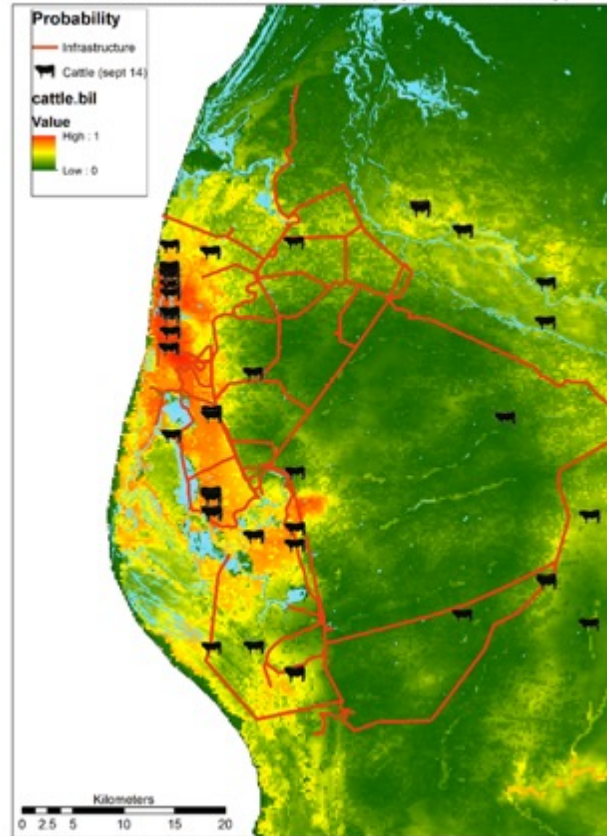 Probability
Infrastructure
Cattle (sept 14)
cattle.bil
Value
High : 1
Low : 0
Kilometers
0 2.5 5 10 15 20